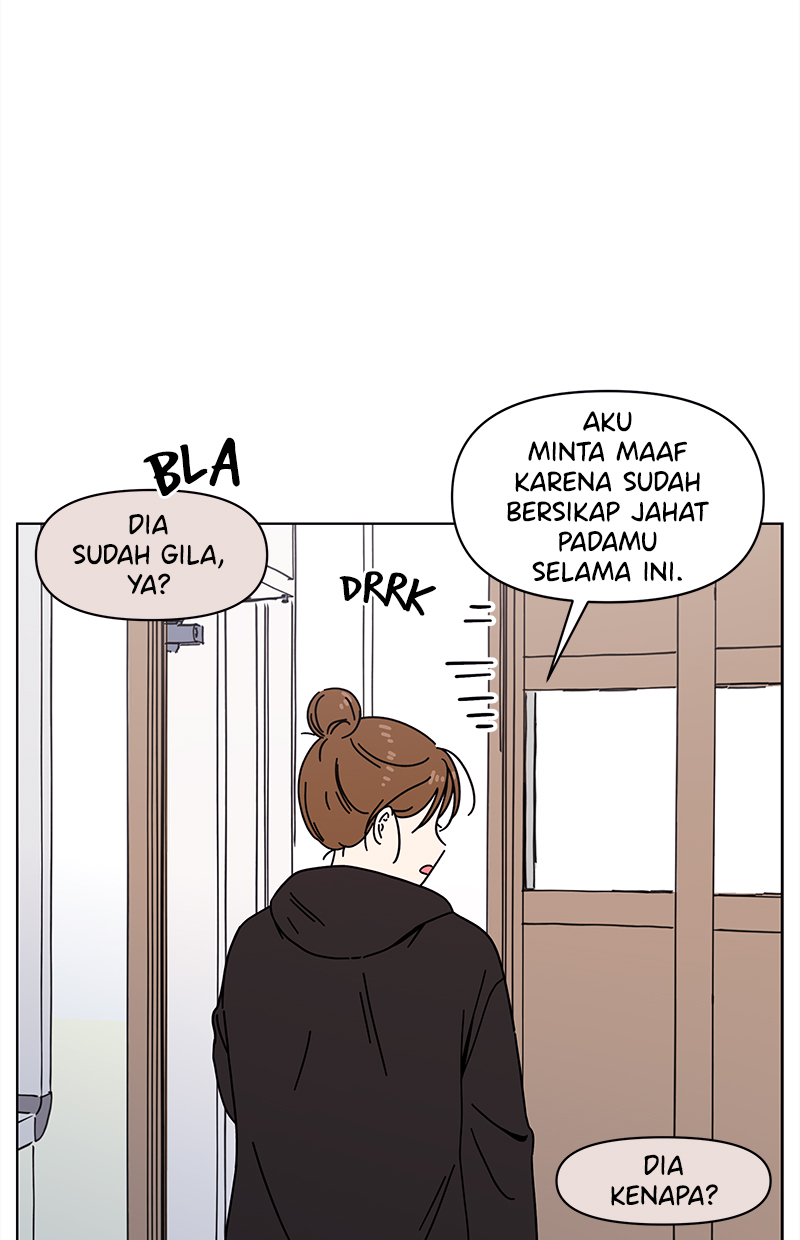 AKU
MINTA MAAF
KARENA SUDAH
BERSIKAP JAHAT
PADAMU
SELAMA INI.
BLA
DIA
SUDAH GILA,
YA?
DRRK
DIA
KENAPA?